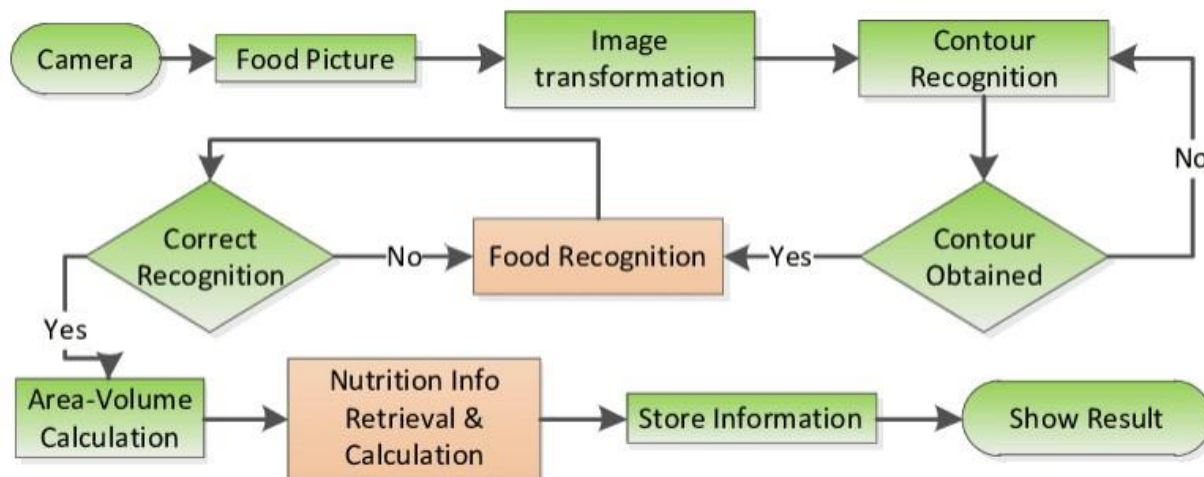 Camera
Food Picture
Image
transformation
Contour
Recognition
No
Contour
Obtained
Yes
Food Recognition
No
Correct
Recognition
Yes
Area-Volume
Calculation
Nutrition Info
Retrieval &
Calculation
Store Information
Show Result